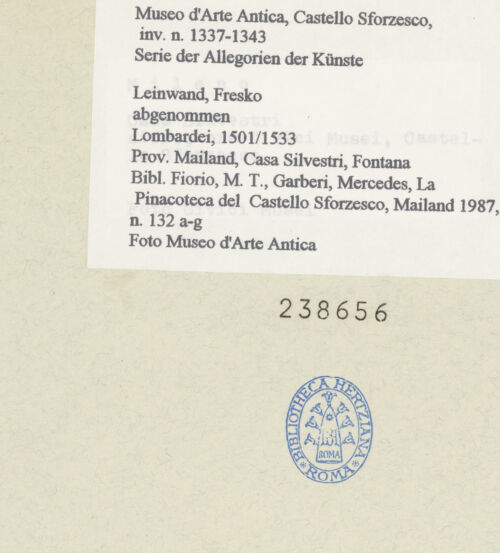 Museo d'Arte Antica, Castello Sforzesco,
inv. n. 1337-1343
Serie der Allegorien der Künste
Leinwand, Fresko
abgenommen
Lombardei, 1501/1533
Prov. Mailand, Casa Silvestri, Fontana
Bibl. Fiorio, M. T., Garberi, Mercedes, La
Pinacoteca del Castello Sforzesco, Mailand 1987,
n. 132 a-g
Foto Museo d'Arte Antica
238656
BIBLIOTHECA HERTZIANA
ROMA
ROMA